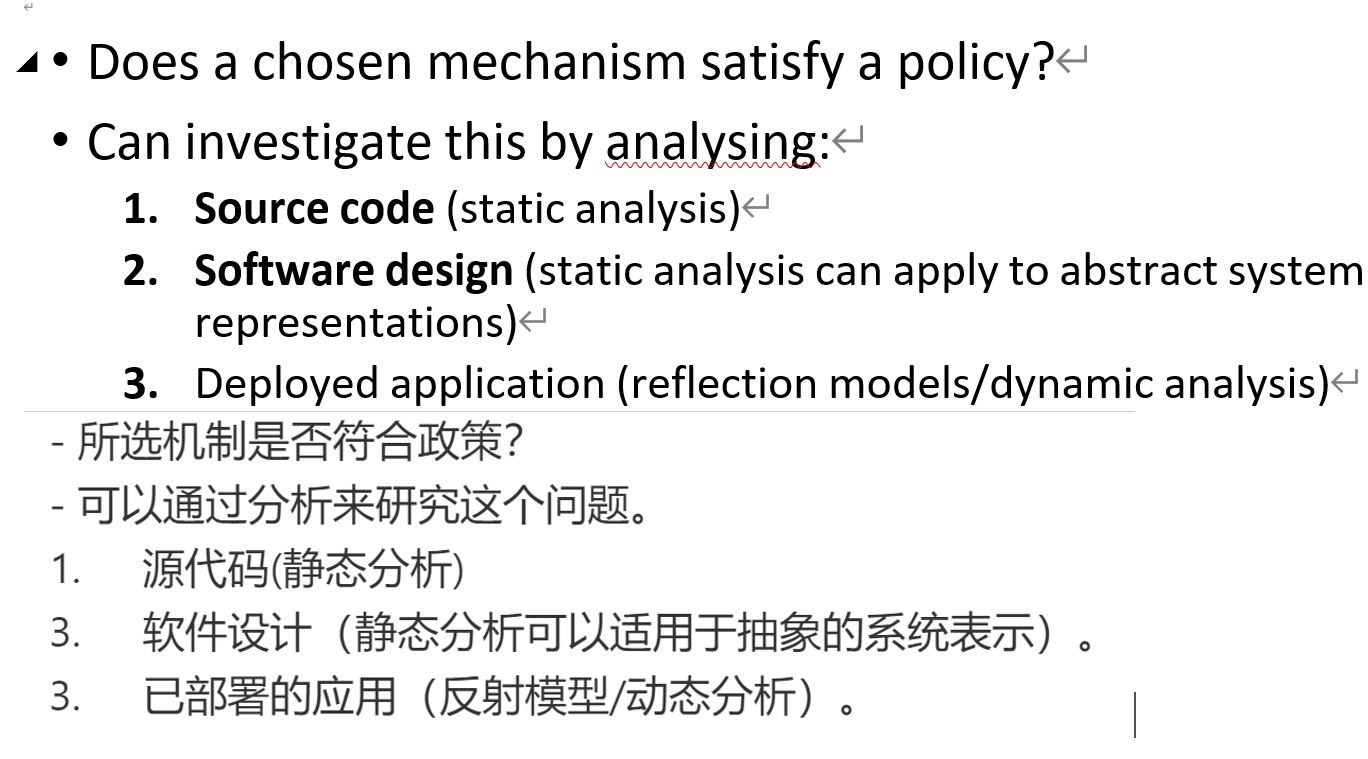 • Does a chosen mechanism satisfy a policy?↵
• Can investigate this by analysing:↵
1. Source code (static analysis)↵
2. Software design (static analysis can apply to abstract system
representations)↵
3. Deployed application (reflection models/dynamic analysis)↵
- 所选机制是否符合政策？
- 可以通过分析来研究这个问题。
1. 源代码(静态分析)
3. 软件设计（静态分析可以适用于抽象的系统表示）。
3. 已部署的应用（反射模型/动态分析）。